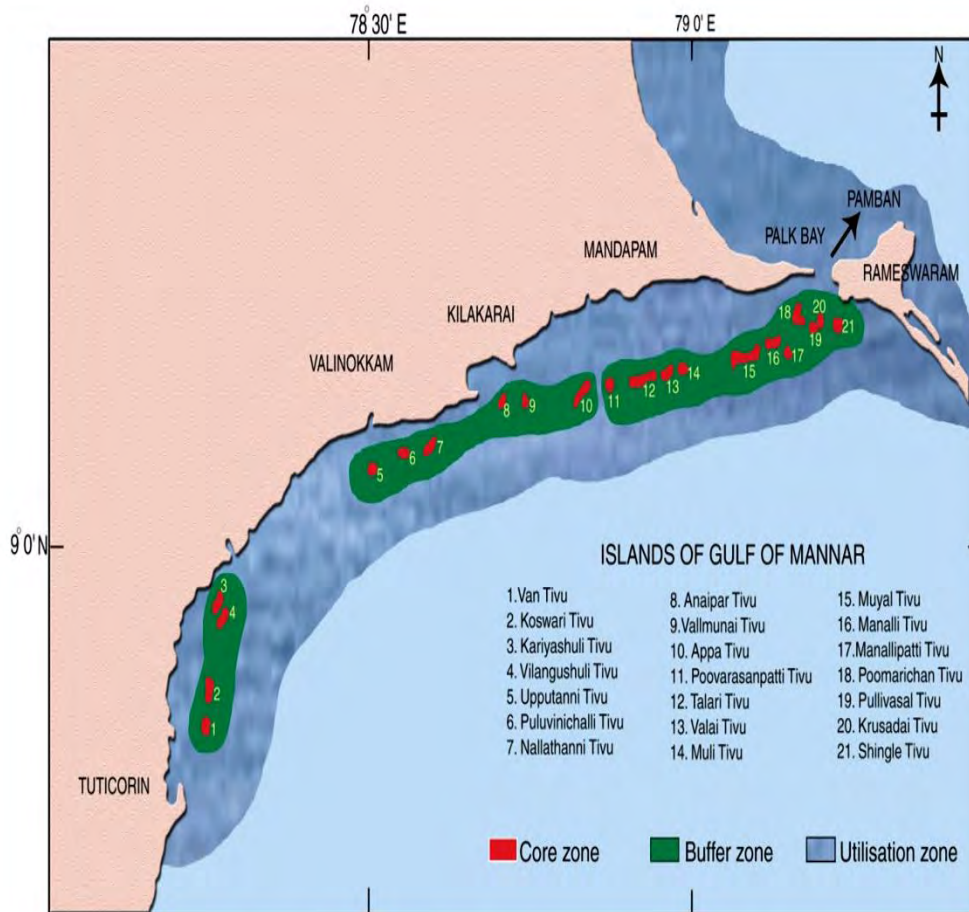 78° 30' E
79° 0' E
N
PAMBAN
PALK BAY
MANDAPAM
RAMESWARAM
KILAKARAI
VALINOKKAM
18
20
19
21
16
17
15
14
13
12
11
10
8
9
7
6
5
9° 0' N
3
4
2
1
TUTICORIN
ISLANDS OF GULF OF MANNAR
1.Van Tivu
2. Koswari Tivu
3. Kariyashuli Tivu
4. Vilangushuli Tivu
5. Upputanni Tivu
6. Puluvinichalli Tivu
7. Nallathanni Tivu
8. Anaipar Tivu
9.Vallmunai Tivu
10. Appa Tivu
11. Poovarasanpatti Tivu
12. Talari Tivu
13. Valai Tivu
14. Muli Tivu
15. Muyal Tivu
16. Manalli Tivu
17.Manallipatti Tivu
18. Poomarichan Tivu
19. Pullivasal Tivu
20. Krusadai Tivu
21. Shingle Tivu
Core zone
Buffer zone
Utilisation zone